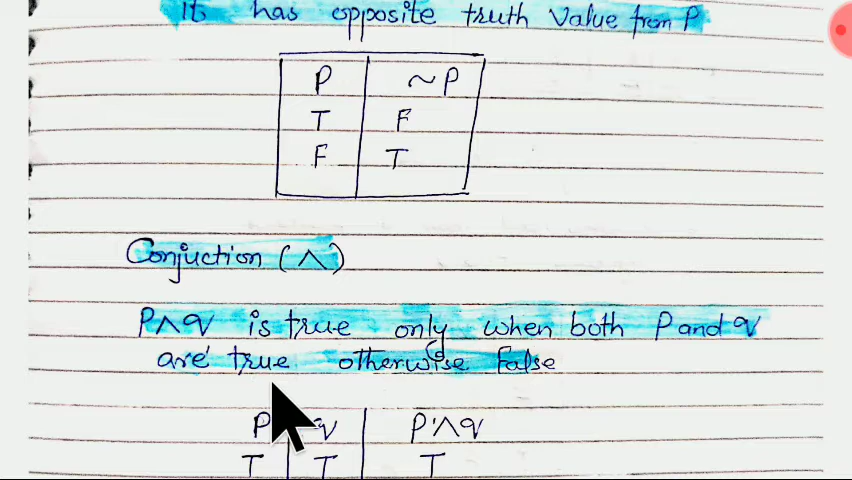 it has opposite truth value from P
P ~P
T F
F T
Conjuction (∧)
P∧q is true only when both P and q
are true otherwise false
P q P∧q
T T T